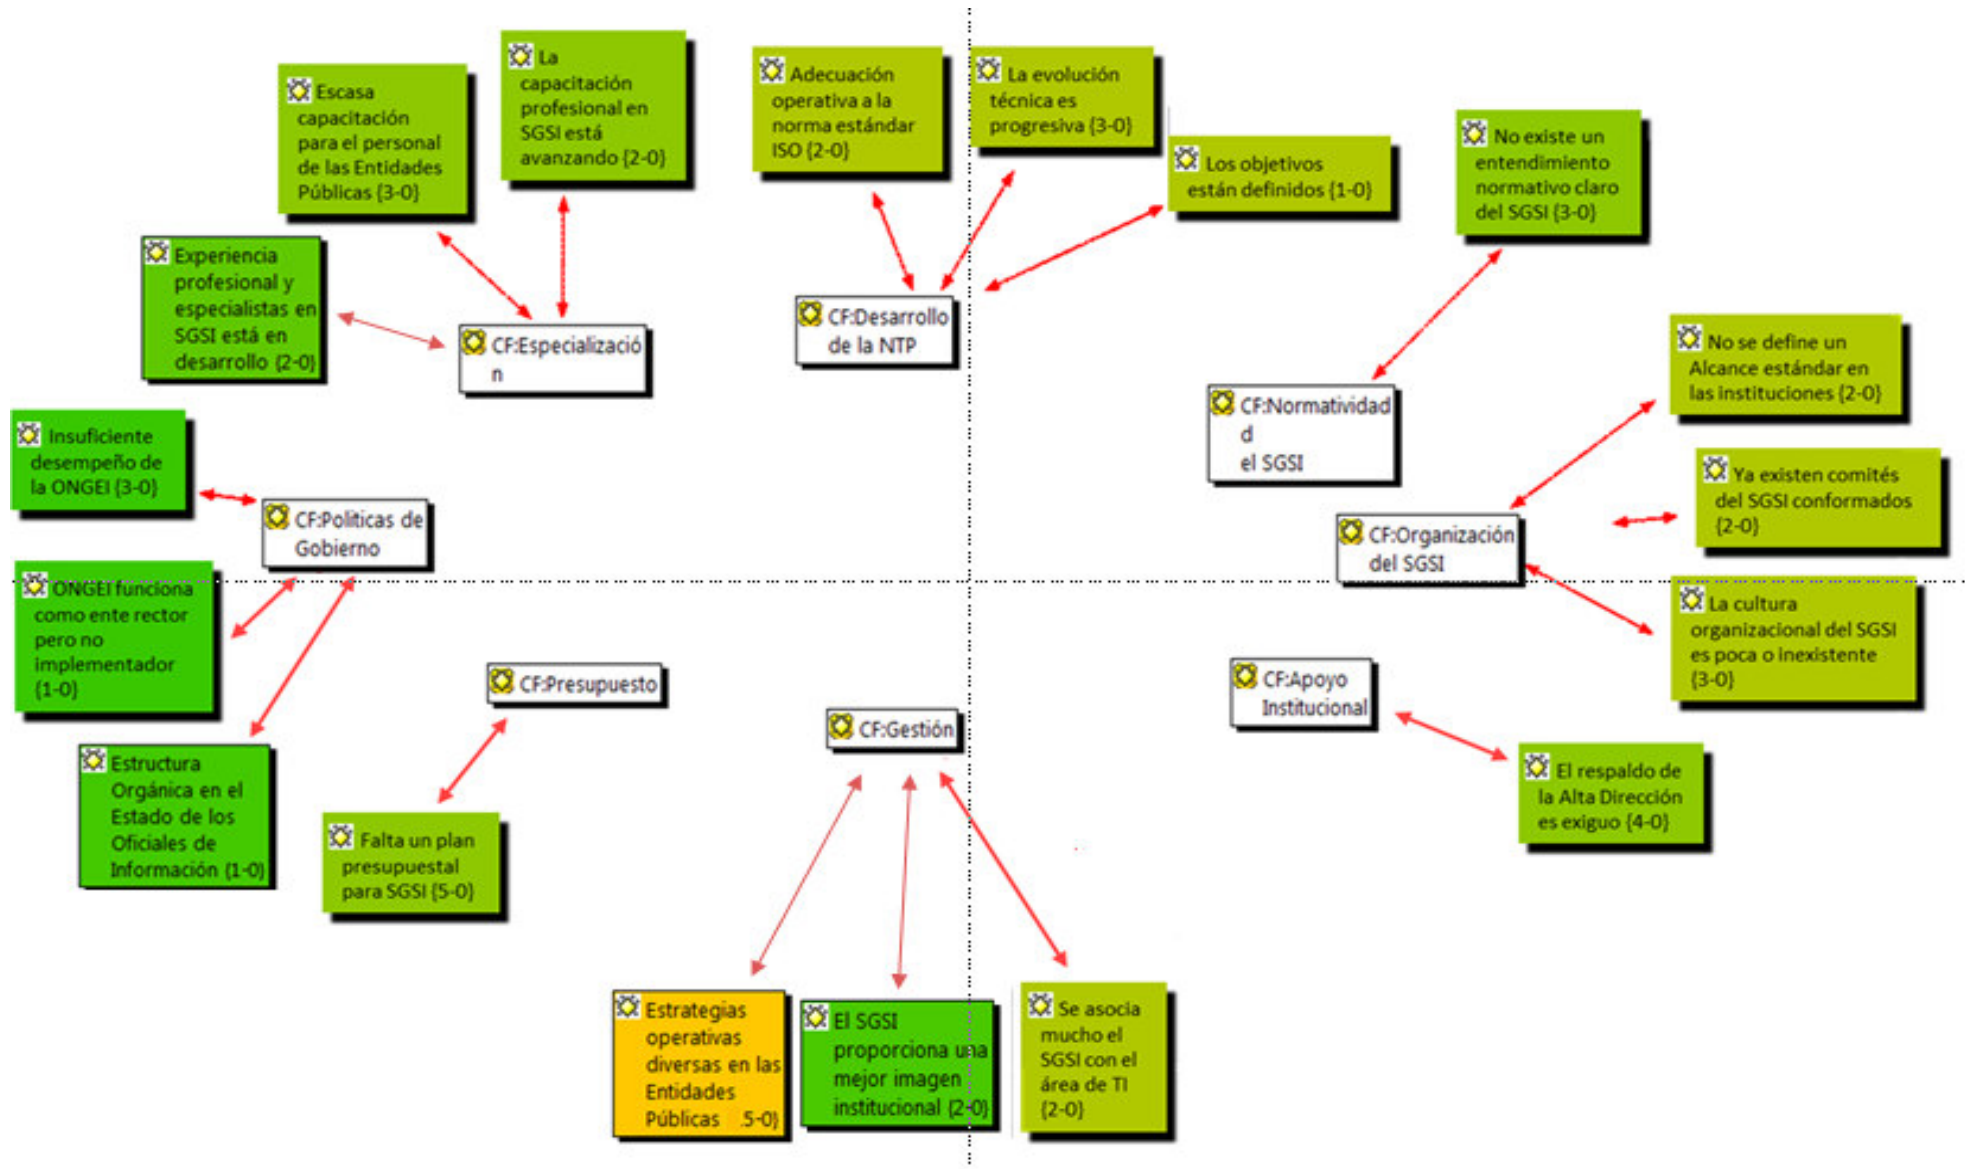 Escasa
capacitación
para el personal
de las Entidades
Públicas {3-0}
La
capacitación
profesional en
SGSI está
avanzando {2-0}
Adecuación
operativa a la
norma estándar
ISO {2-0}
La evolución
técnica es
progresiva {3-0}
Los objetivos
están definidos {1-0}
No existe un
entendimiento
normativo claro
del SGSI {3-0}
Experiencia
profesional y
especialistas en
SGSI está en
desarrollo {2-0}
CF:Especializació
n
CF:Desarrollo
de la NTP
CF:Normatividad
d
el SGSI
No se define un
Alcance estándar en
las instituciones {2-0}
Insuficiente
desempeño de
la ONGEI {3-0}
CF:Políticas de
Gobierno
CF:Organización
del SGSI
Ya existen comités
del SGSI conformados
{2-0}
ONGEI funciona
como ente rector
pero no
implementador
{1-0}
La cultura
organizacional del SGSI
es poca o inexistente
{3-0}
CF:Presupuesto
CF:Gestión
CF:Apoyo
Institucional
Estructura
Orgánica en el
Estado de los
Oficiales de
Información {1-0}
Falta un plan
presupuestal
para SGSI {5-0}
El respaldo de
la Alta Dirección
es exiguo {4-0}
Estrategias
operativas
diversas en las
Entidades
Públicas .5-0}
El SGSI
proporciona una
mejor imagen
institucional {2-0}
Se asocia
mucho el
SGSI con el
área de TI
{2-0}